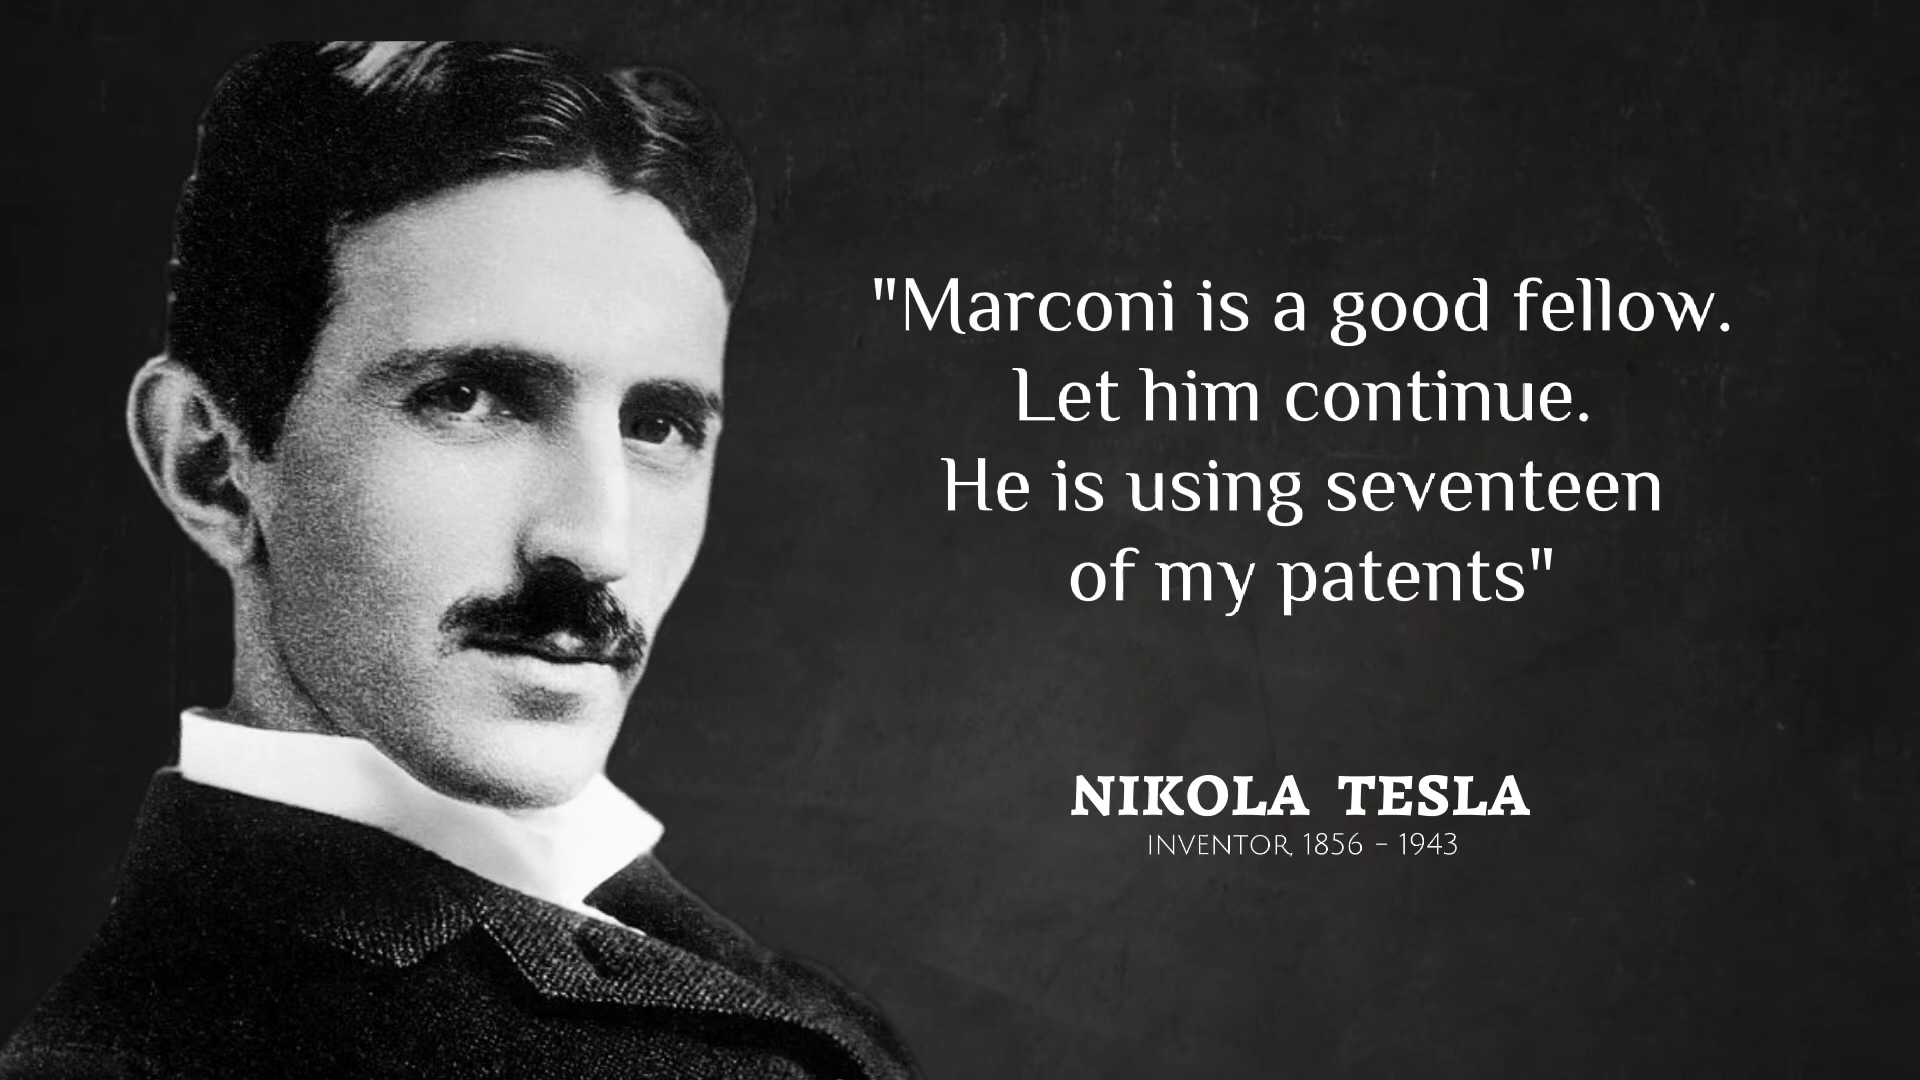 "Marconi is a good fellow.
Let him continue.
He is using seventeen
of my patents"
NIKOLA TESLA
INVENTOR, 1856 - 1943